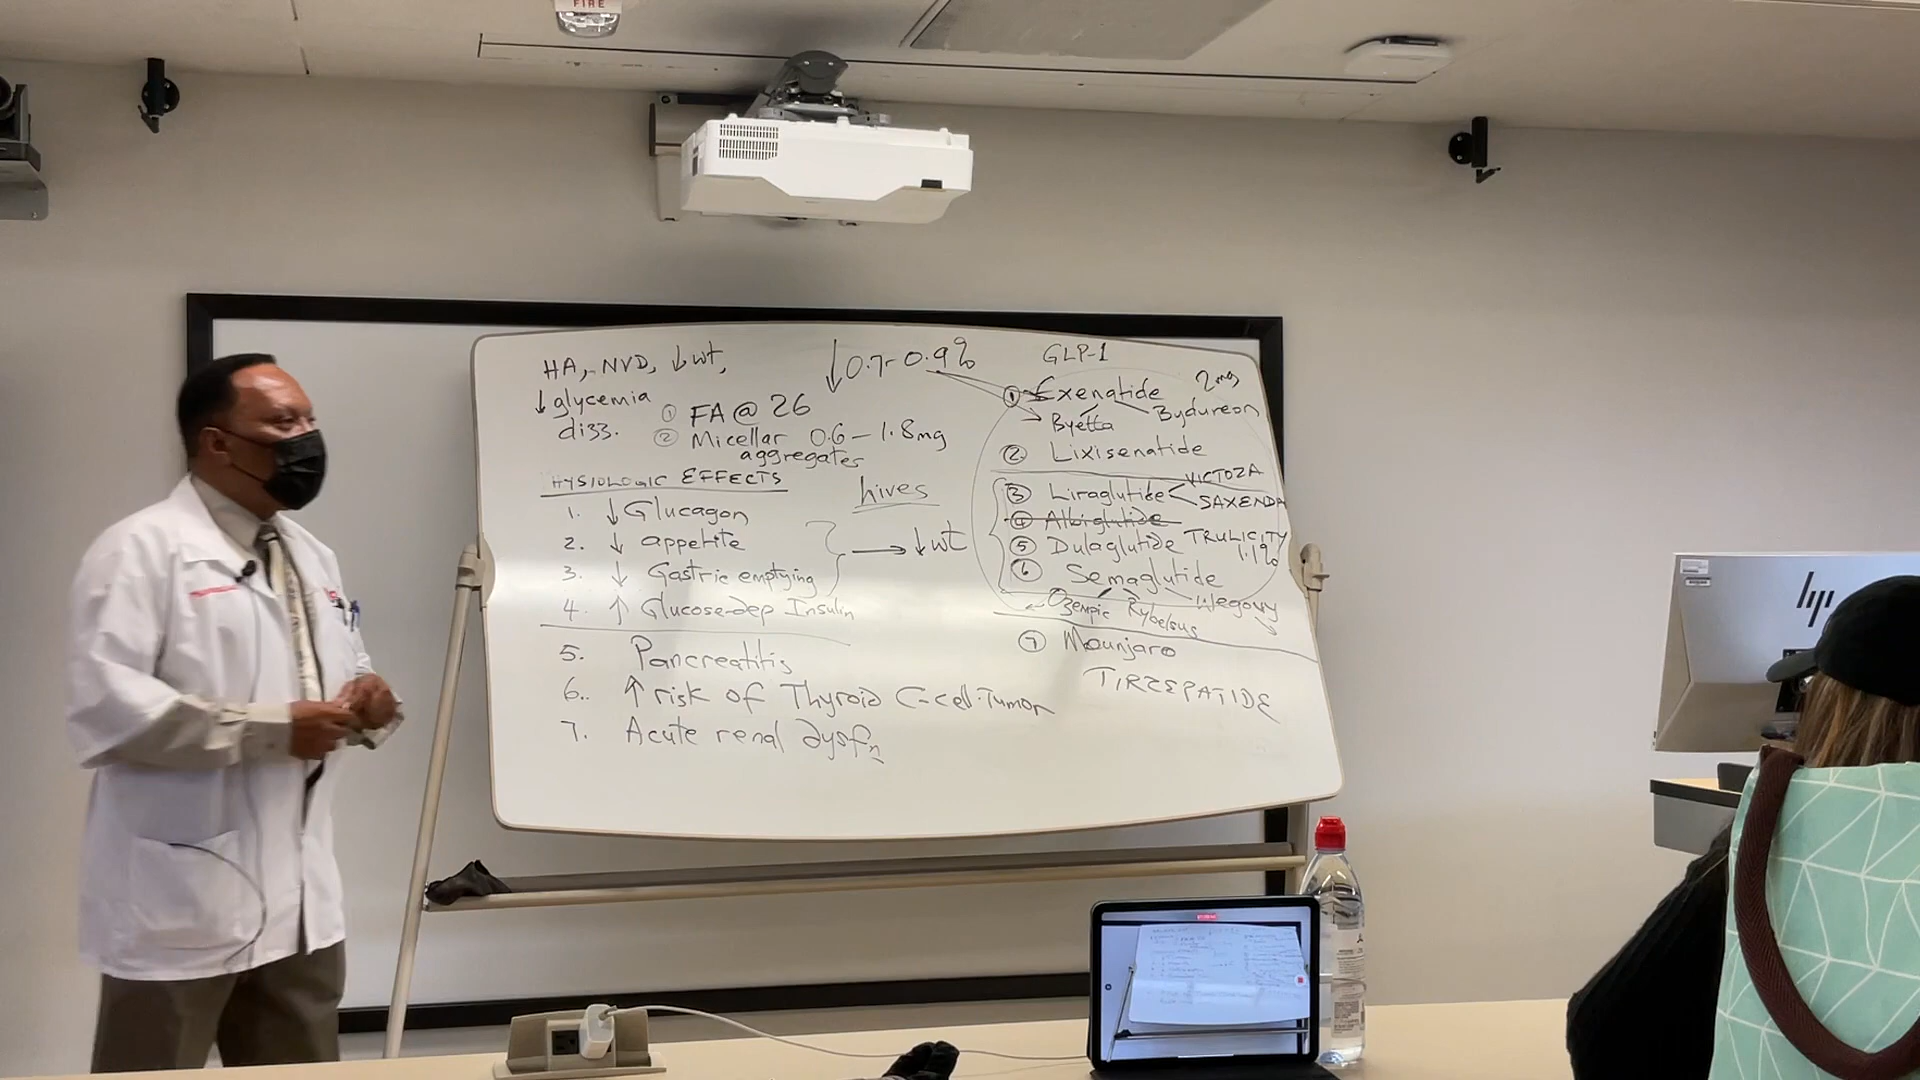 FIRE
HA, NVD, ↓ wt,
↓ glycemia
dizz.
① FA @ 26
② Micellar 0.6 – 1.8mg
aggregates
↓ 0.7 - 0.9%
HYSIOLOGIC EFFECTS
1. ↓ Glucagon
2. ↓ appetite
3. ↓ Gastric emptying
4. ↑ Glucose-dep Insulin
→ ↓ wt
hives
5. Pancreatitis
6. ↑ risk of Thyroid C-cell Tumor
7. Acute renal dysfn
GLP-1
① Exenatide 2mg
Byetta Bydureon
② Lixisenatide
③ Liraglutide VICTOZA
SAXENDA
④ Albiglutide
⑤ Dulaglutide TRULICITY
1.1%
⑥ Semaglutide
Ozempic Rybelsus Wegovy
⑦ Mounjaro
TIRZEPATIDE
hp